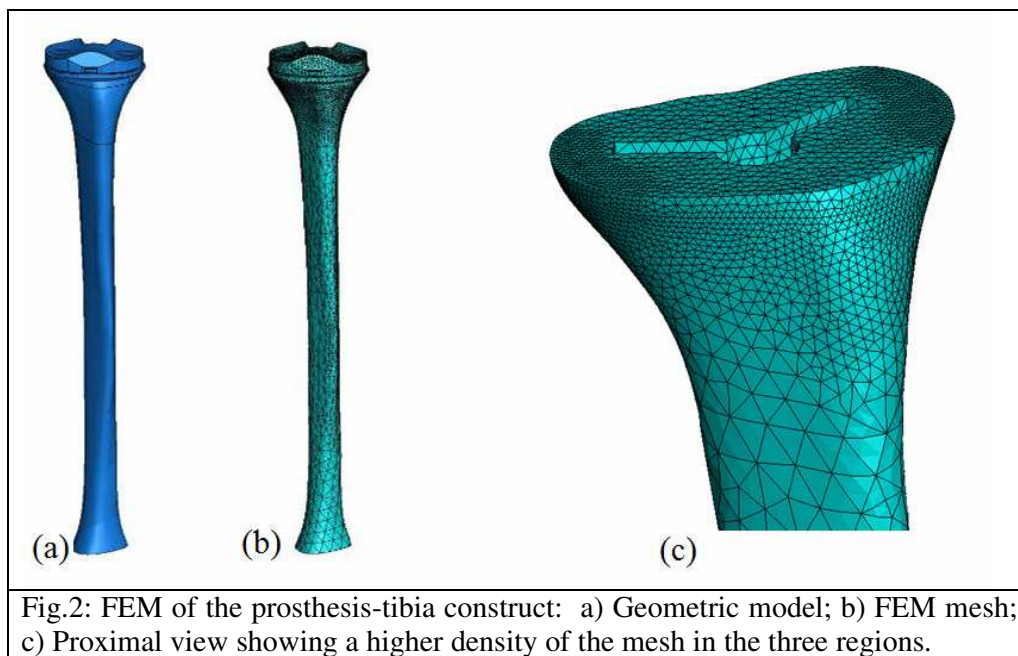 (a)
(b)
(c)
Fig.2: FEM of the prosthesis-tibia construct: a) Geometric model; b) FEM mesh;
c) Proximal view showing a higher density of the mesh in the three regions.